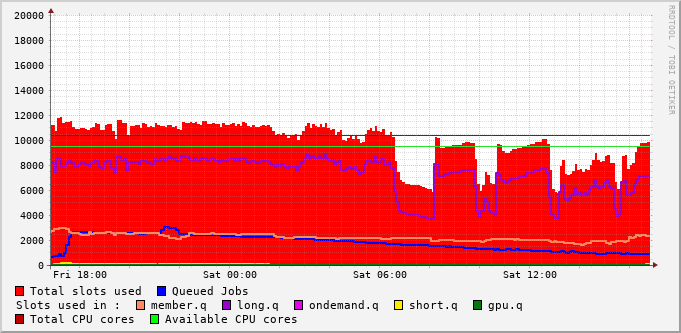 20000
18000
16000
14000
12000
10000
8000
6000
4000
2000
0
Fri 18:00 Sat 00:00 Sat 06:00 Sat 12:00
RRDTOOL / TOBI OETIKER
Total slots used Queued Jobs
Slots used in : member.q long.q ondemand.q short.q gpu.q
Total CPU cores Available CPU cores